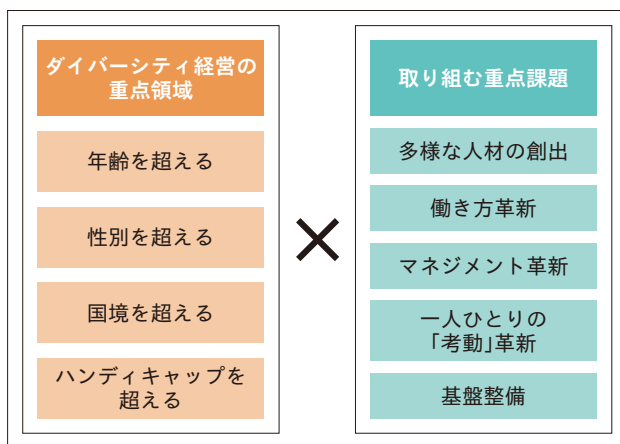 ダイバーシティ経営の
重点領域
年齢を超える
性別を超える
国境を超える
ハンディキャップを
超える
×
取り組む重点課題
多様な人材の創出
働き方革新
マネジメント革新
一人ひとりの
「考動」革新
基盤整備